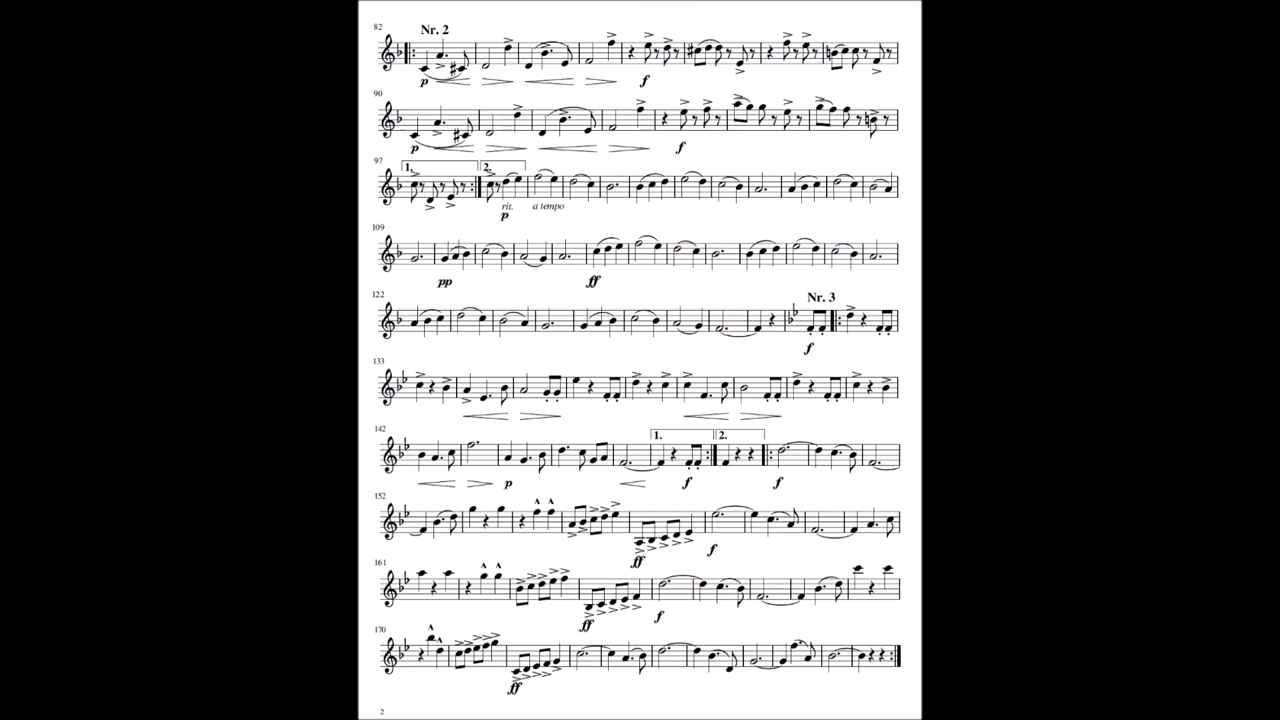 82 Nr. 2
p f
90
p f
97 1. 2.
rit. a tempo
p
109
pp ff
122 Nr. 3
f
133
142 1. 2.
p f f
152
ff f
161
ff f
170
ff
2